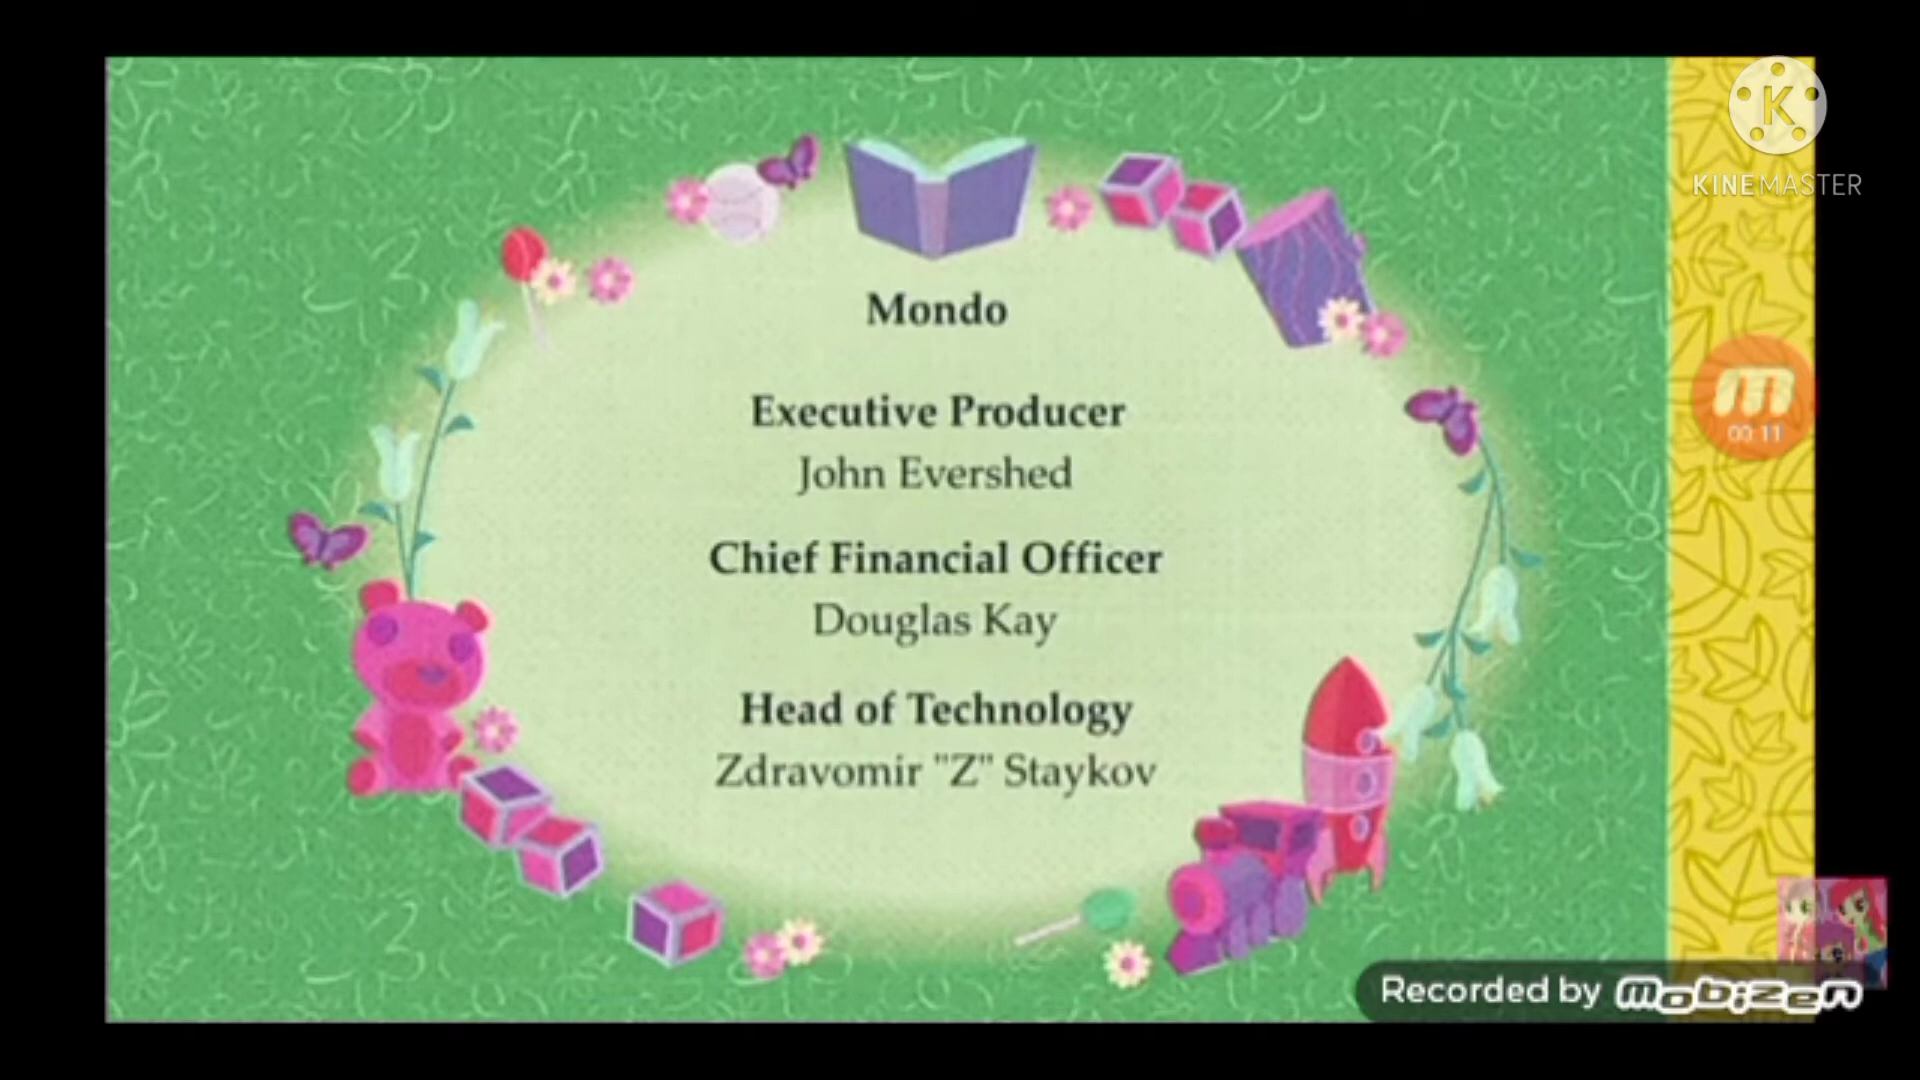 Mondo
Executive Producer
John Evershed
Chief Financial Officer
Douglas Kay
Head of Technology
Zdravomir "Z" Staykov
K
KINEMASTER
m
00:11
Recorded by mobizen